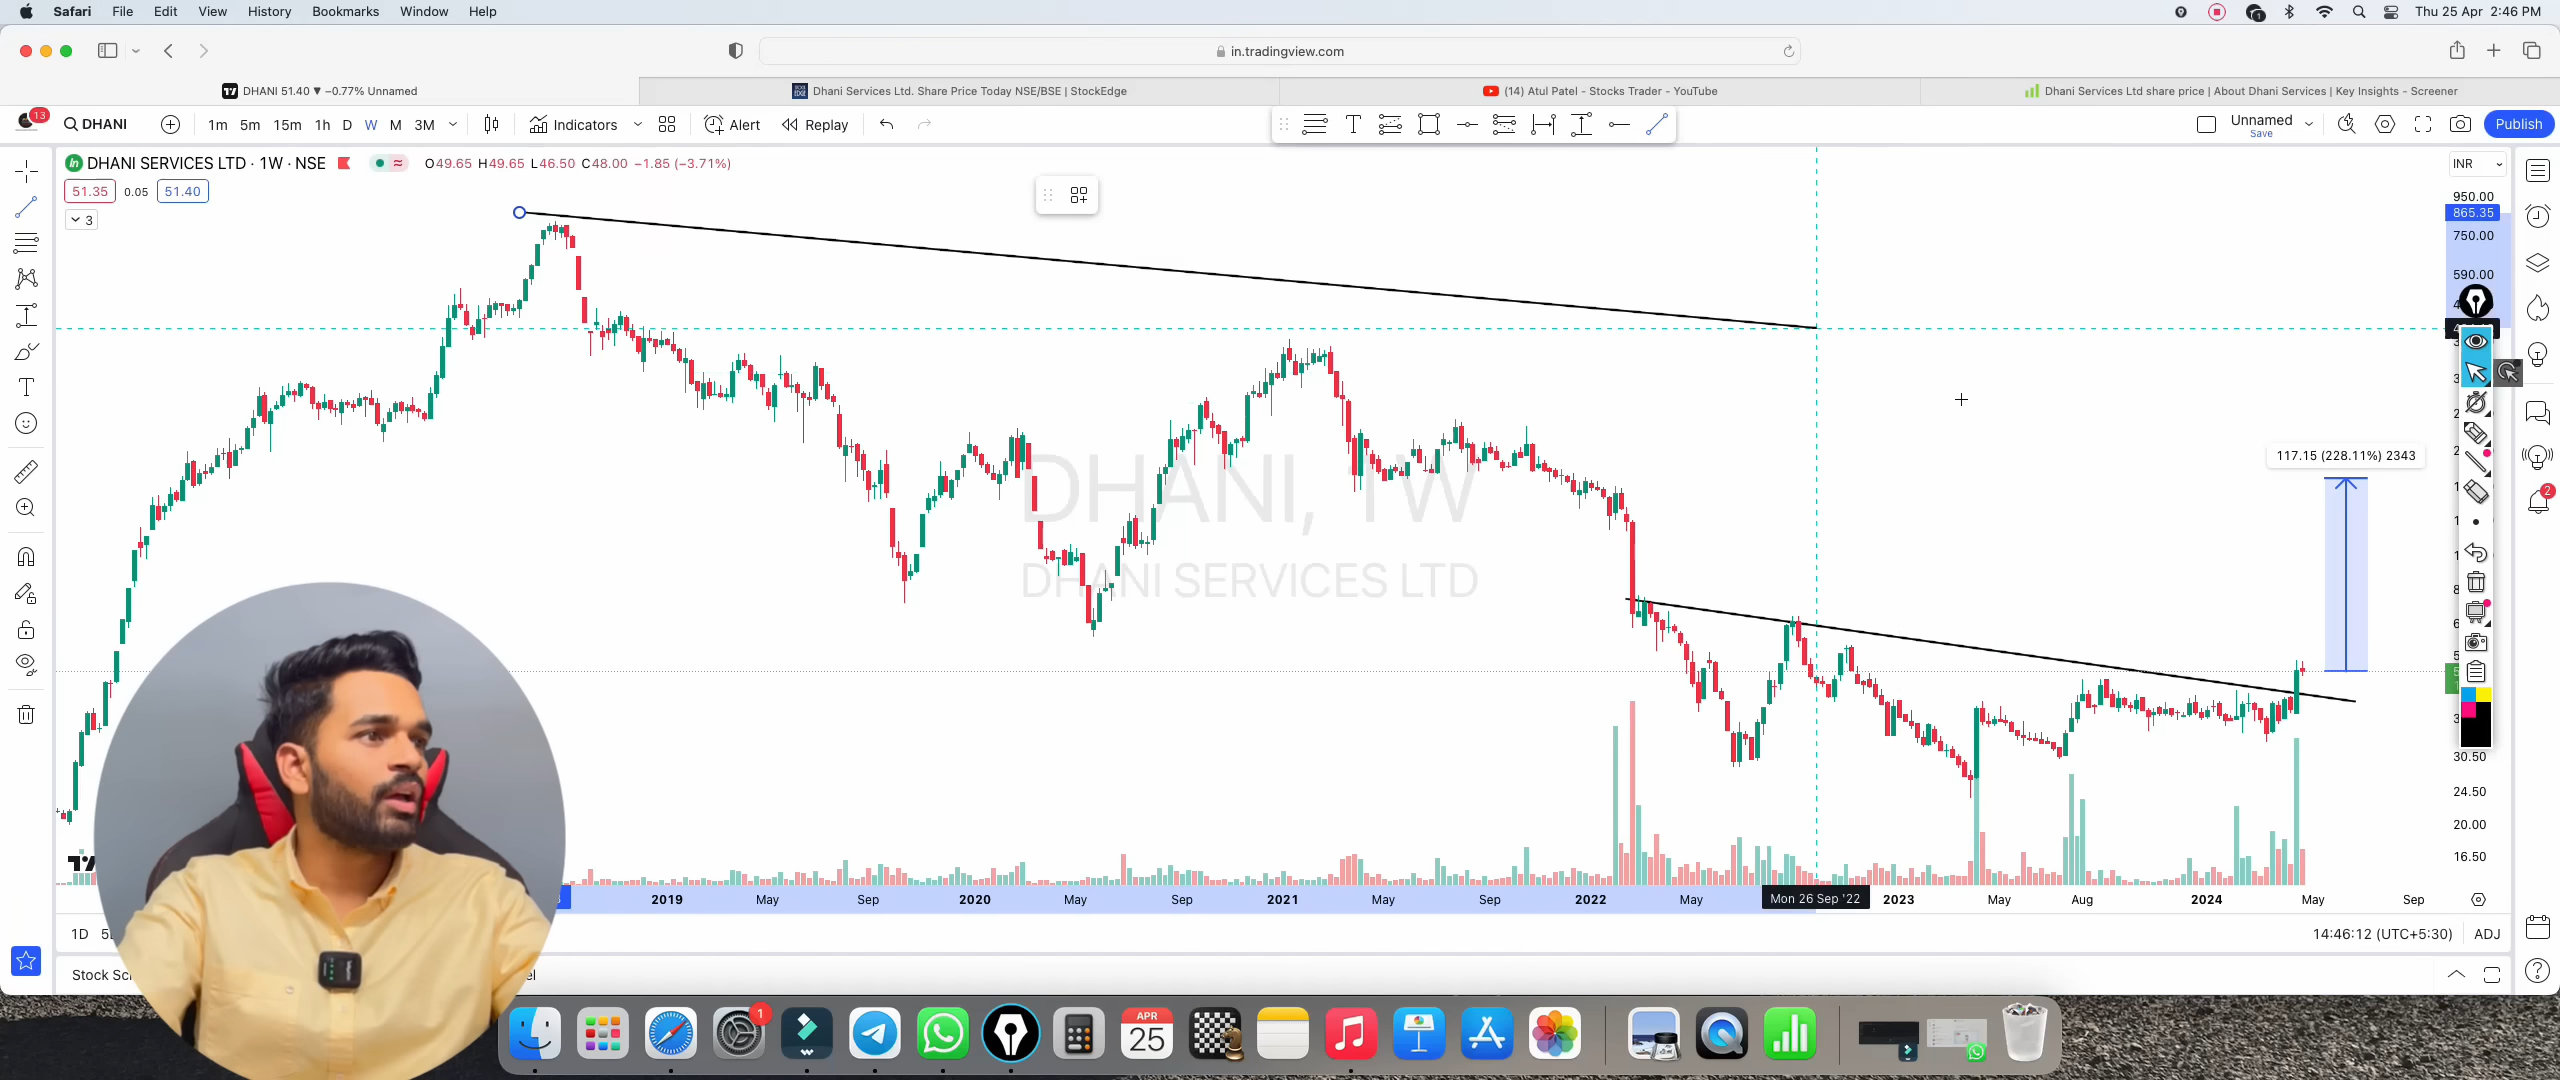 Safari File Edit View History Bookmarks Window Help
1
Thu 25 Apr 2:46 PM
in.tradingview.com
DHANI 51.40 ▼ −0.77% Unnamed
Dhani Services Ltd. Share Price Today NSE/BSE | StockEdge
(14) Atul Patel - Stocks Trader - YouTube
Dhani Services Ltd share price | About Dhani Services | Key Insights - Screener
13
DHANI
1m 5m 15m 1h D W M 3M
Indicators
Alert
Replay
Unnamed
Save
Publish
DHANI SERVICES LTD · 1W · NSE
O49.65 H49.65 L46.50 C48.00 −1.85 (−3.71%)
INR
51.35 0.05 51.40
3
950.00
865.35
750.00
590.00
DHANI, 1W
DHANI SERVICES LTD
117.15 (228.11%) 2343
2
30.50
24.50
20.00
16.50
2019 May Sep 2020 May Sep 2021 May Sep 2022 May Mon 26 Sep '22 2023 May Aug 2024 May Sep
1D
14:46:12 (UTC+5:30)
ADJ
1
APR
25